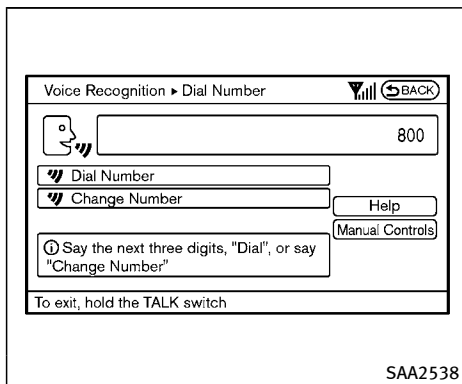 Voice Recognition ▸ Dial Number
BACK
800
Dial Number
Change Number
Help
Manual Controls
Say the next three digits, "Dial", or say
"Change Number"
To exit, hold the TALK switch
SAA2538